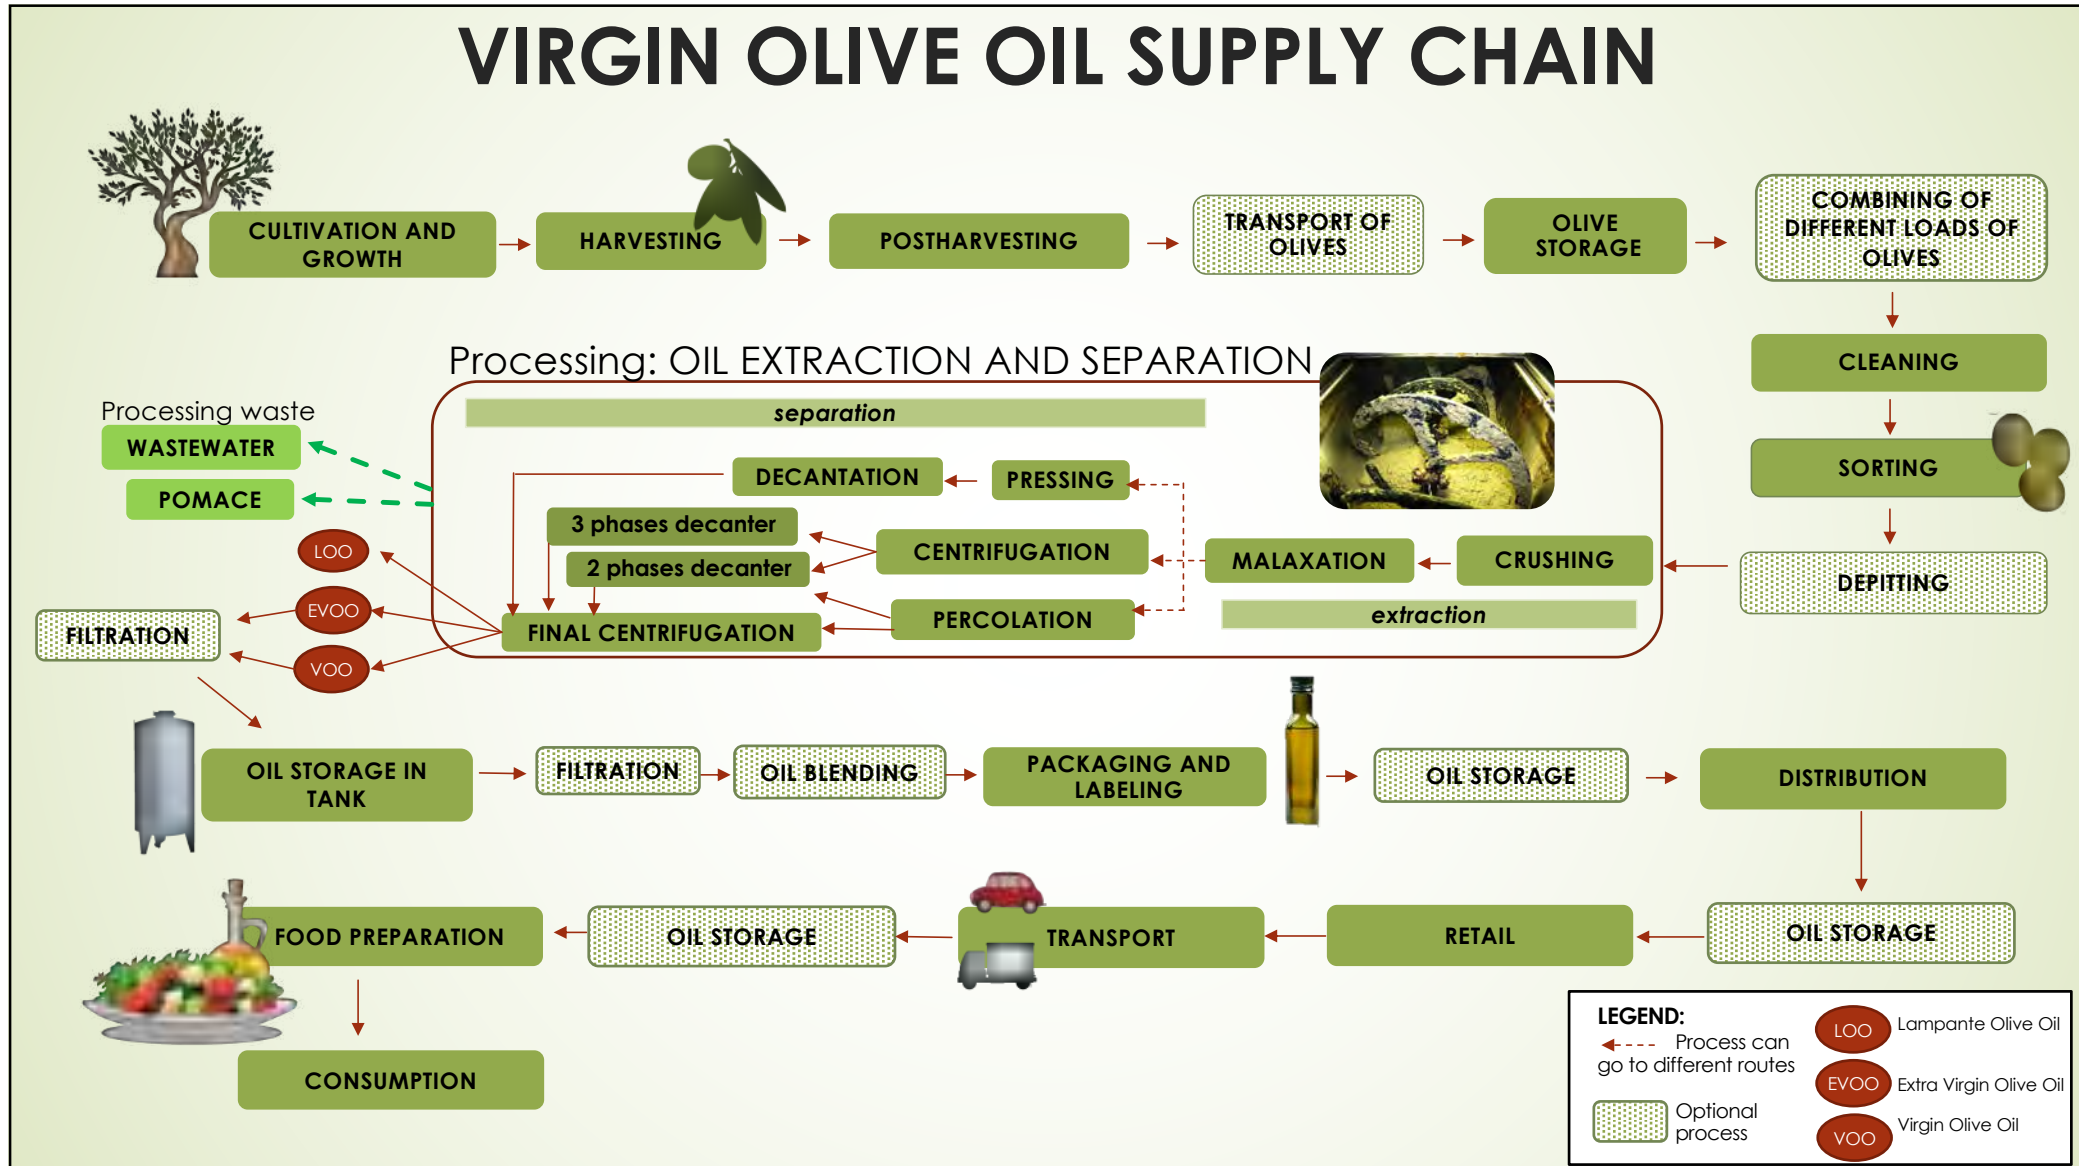 VIRGIN OLIVE OIL SUPPLY CHAIN
CULTIVATION AND
GROWTH
HARVESTING
POSTHARVESTING
TRANSPORT OF
OLIVES
OLIVE
STORAGE
COMBINING OF
DIFFERENT LOADS OF
OLIVES
CLEANING
SORTING
DEPITTING
Processing: OIL EXTRACTION AND SEPARATION
separation
extraction
CRUSHING
MALAXATION
PRESSING
DECANTATION
CENTRIFUGATION
3 phases decanter
2 phases decanter
PERCOLATION
FINAL CENTRIFUGATION
Processing waste
WASTEWATER
POMACE
LOO
EVOO
VOO
FILTRATION
OIL STORAGE IN
TANK
FILTRATION
OIL BLENDING
PACKAGING AND
LABELING
OIL STORAGE
DISTRIBUTION
OIL STORAGE
RETAIL
TRANSPORT
OIL STORAGE
FOOD PREPARATION
CONSUMPTION
LEGEND:
Process can
go to different routes
Optional
process
LOO
Lampante Olive Oil
EVOO
Extra Virgin Olive Oil
VOO
Virgin Olive Oil